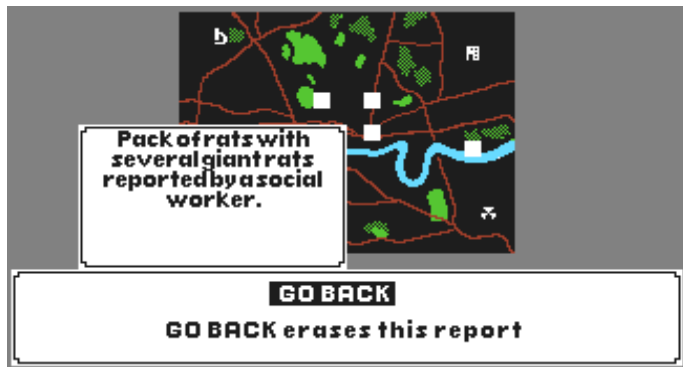 Pack of rats with
several giant rats
reported by a social
worker.
GO BACK
GO BACK erases this report